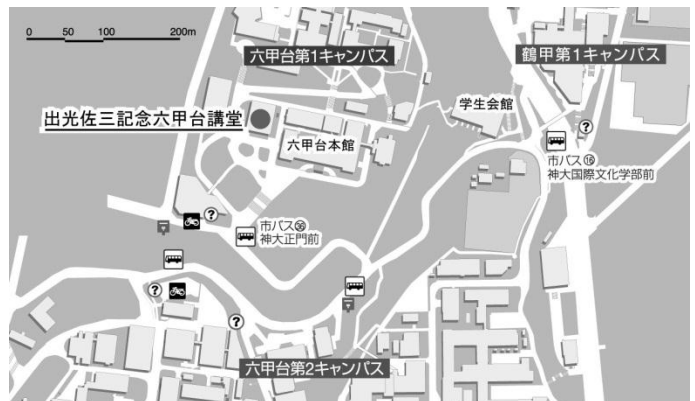 0 50 100 200m
六甲台第1キャンパス
鶴甲第1キャンパス
学生会館
出光佐三記念六甲台講堂
六甲台本館
市バス⑯
神大国際文化学部前
?
?
市バス㊱
神大正門前
?
?
六甲台第2キャンパス